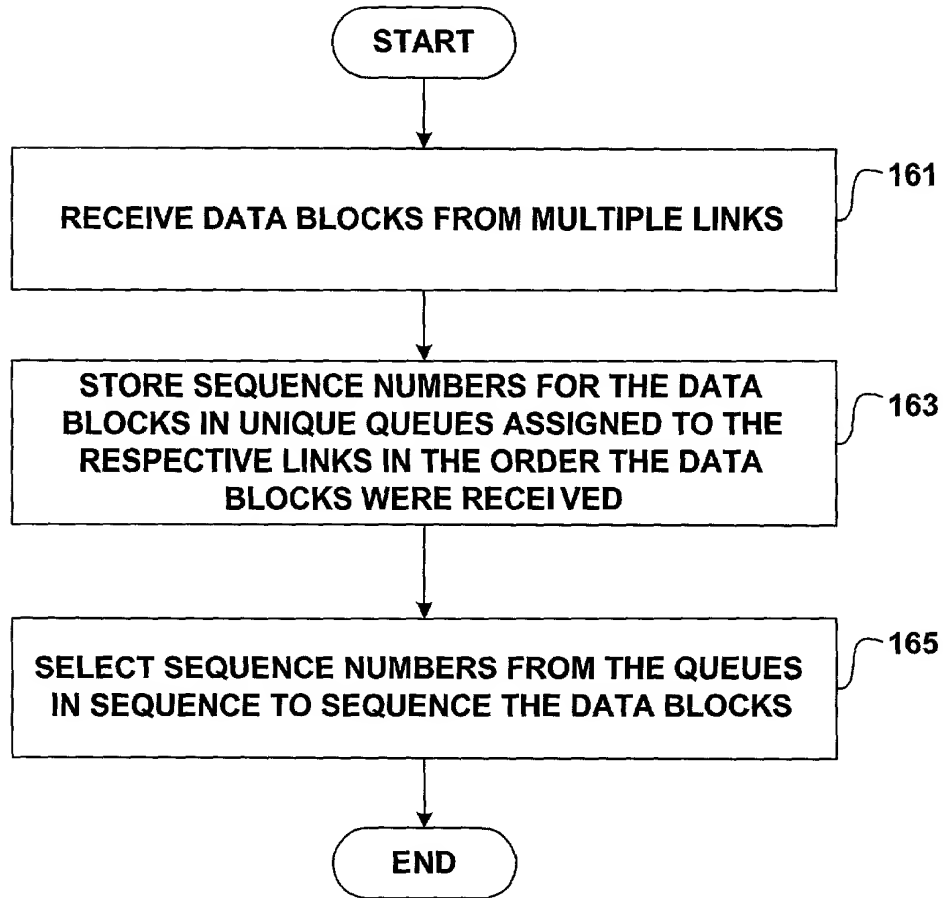 START
RECEIVE DATA BLOCKS FROM MULTIPLE LINKS
161
STORE SEQUENCE NUMBERS FOR THE DATA
BLOCKS IN UNIQUE QUEUES ASSIGNED TO THE
RESPECTIVE LINKS IN THE ORDER THE DATA
BLOCKS WERE RECEIVED
163
SELECT SEQUENCE NUMBERS FROM THE QUEUES
IN SEQUENCE TO SEQUENCE THE DATA BLOCKS
165
END